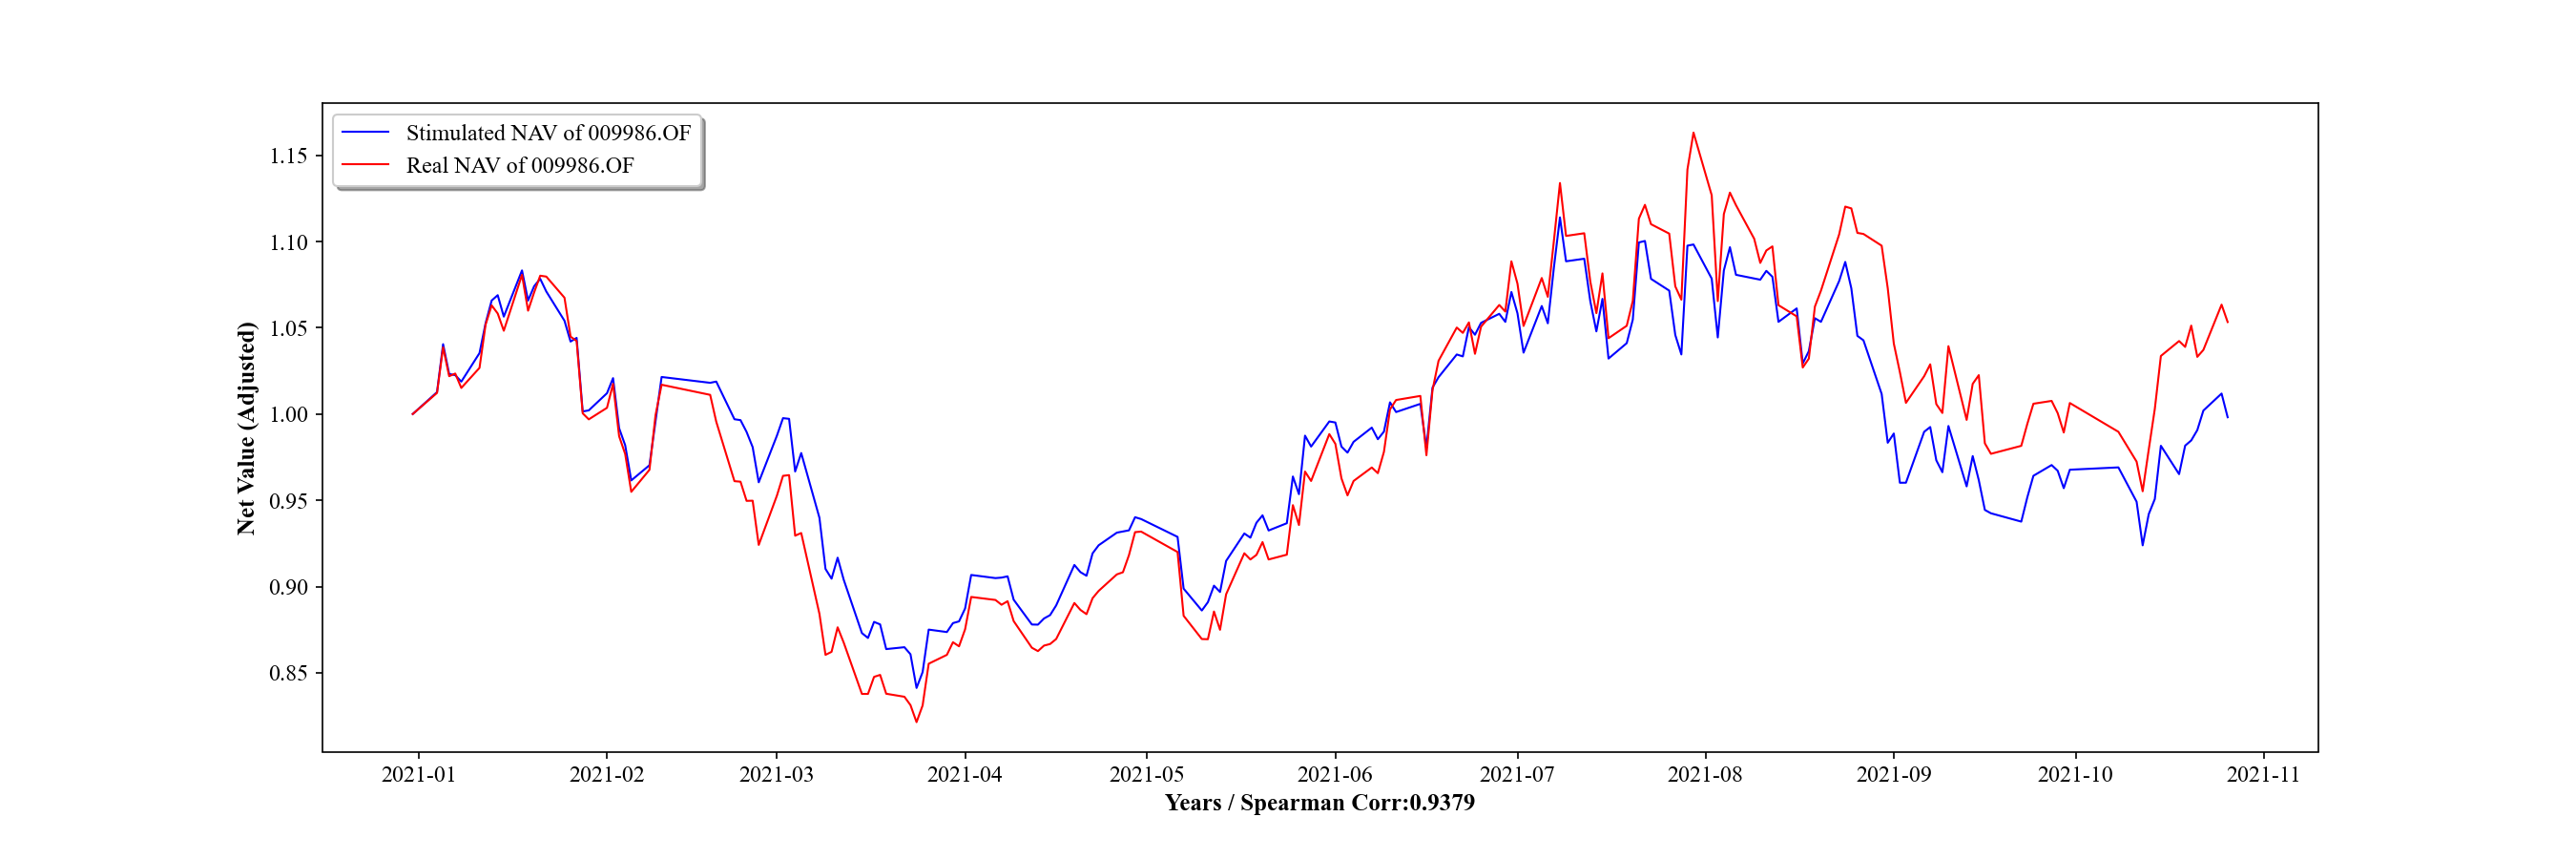 Stimulated NAV of 009986.OF
Real NAV of 009986.OF
1.15
1.10
1.05
1.00
0.95
0.90
0.85
Net Value (Adjusted)
2021-01 2021-02 2021-03 2021-04 2021-05 2021-06 2021-07 2021-08 2021-09 2021-10 2021-11
Years / Spearman Corr:0.9379